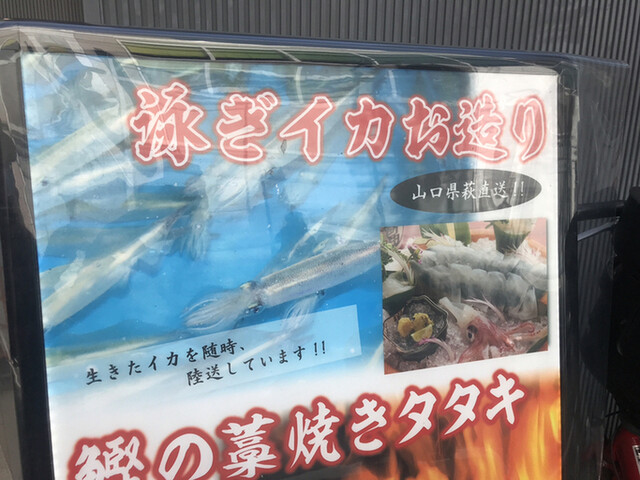 泳ぎイカお造り
山口県萩直送!!
生きたイカを随時、
陸送しています!!
鰹の藁焼きタタキ